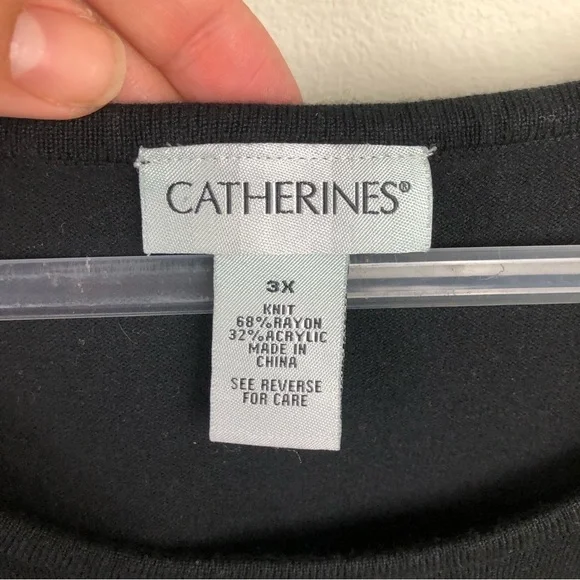 CATHERINES®
3X
KNIT
68%RAYON
32%ACRYLIC
MADE IN
CHINA
SEE REVERSE
FOR CARE